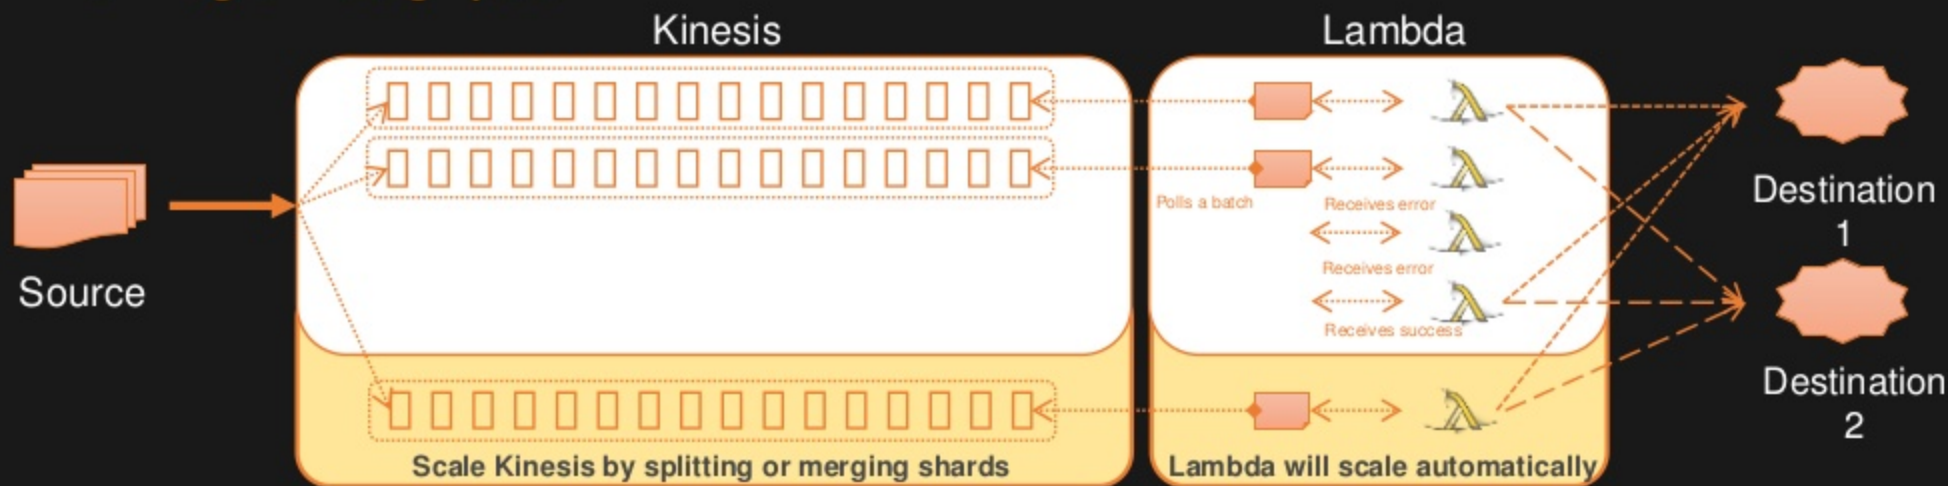 Kinesis
Lambda
Source
Polls a batch
Receives error
Receives error
Receives success
Destination
1
Destination
2
Scale Kinesis by splitting or merging shards
Lambda will scale automatically